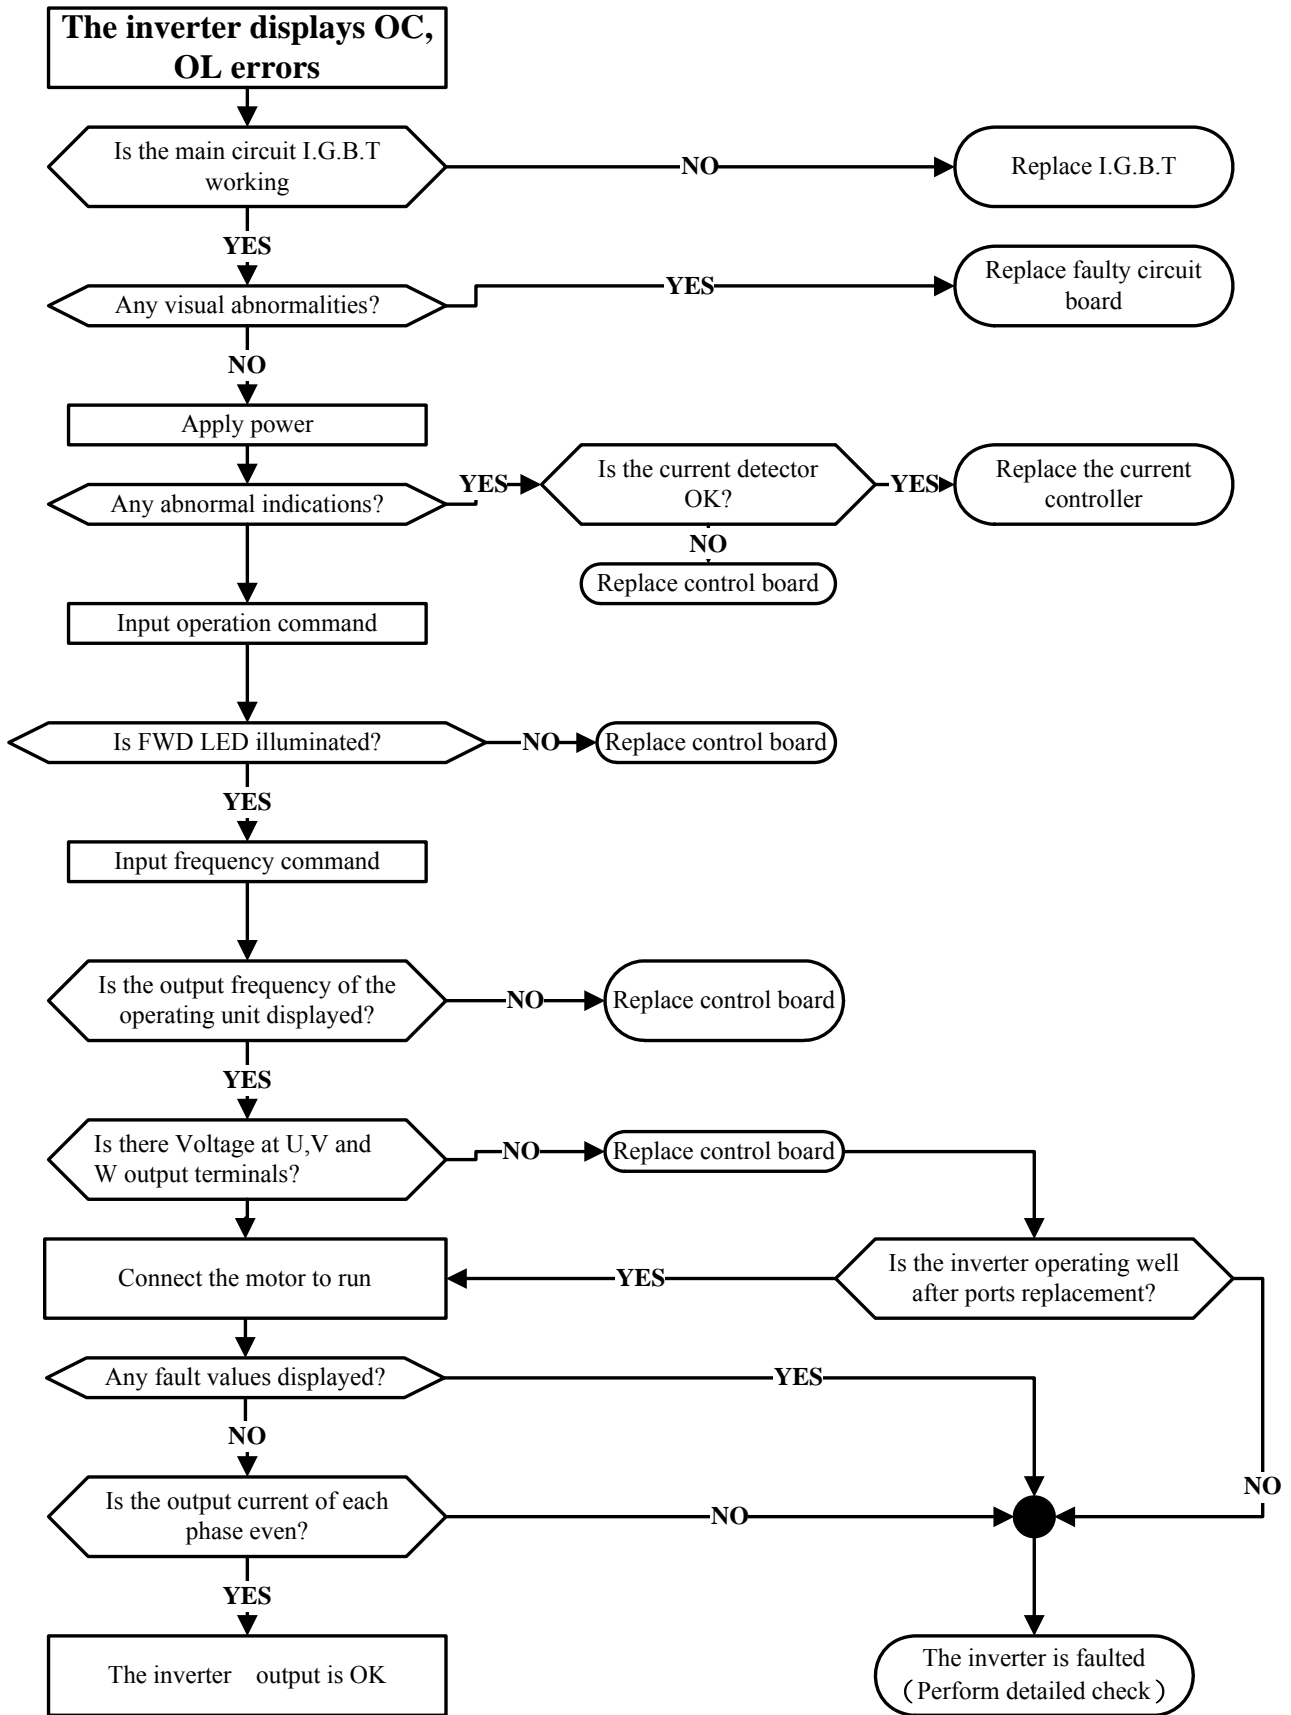 The inverter displays OC,
OL errors
Is the main circuit I.G.B.T
working
NO
Replace I.G.B.T
YES
Any visual abnormalities?
YES
Replace faulty circuit
board
NO
Apply power
Any abnormal indications?
YES
Is the current detector
OK?
YES
Replace the current
controller
NO
Replace control board
Input operation command
Is FWD LED illuminated?
NO
Replace control board
YES
Input frequency command
Is the output frequency of the
operating unit displayed?
NO
Replace control board
YES
Is there Voltage at U,V and
W output terminals?
NO
Replace control board
Connect the motor to run
YES
Is the inverter operating well
after ports replacement?
Any fault values displayed?
YES
NO
NO
Is the output current of each
phase even?
NO
YES
The inverter output is OK
The inverter is faulted
(Perform detailed check)